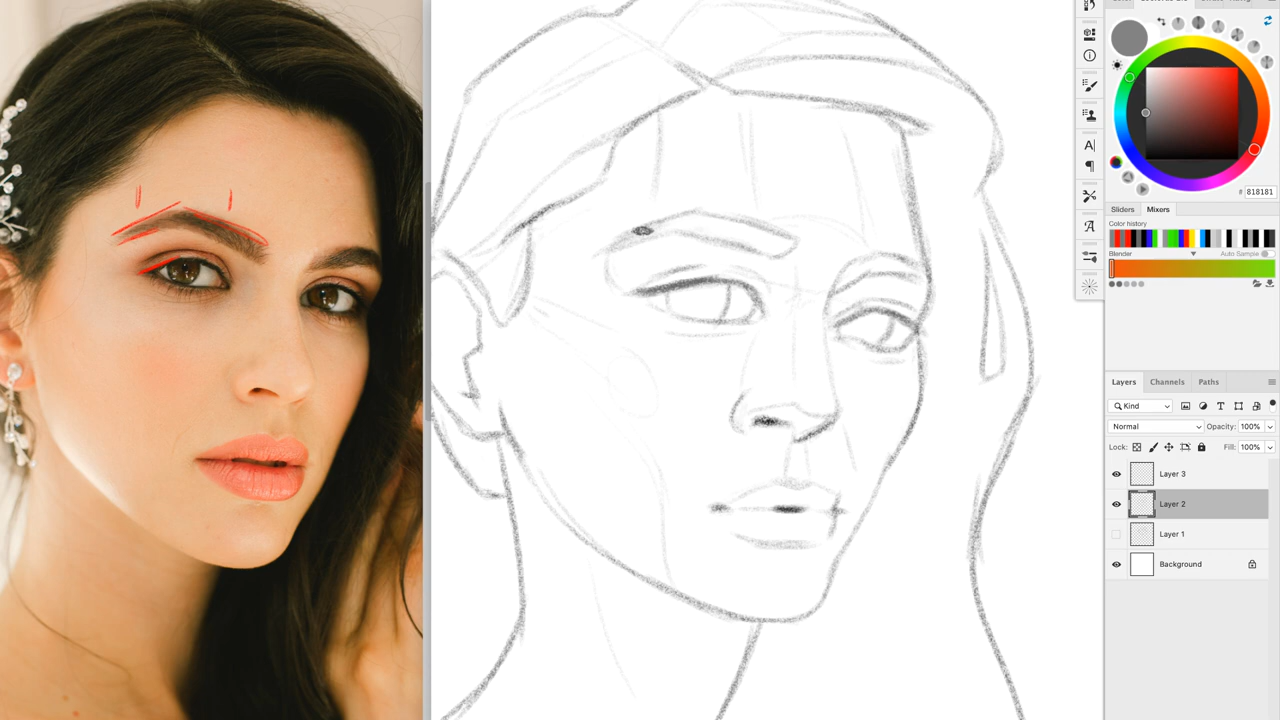 # 818181
Sliders Mixers
Color history
Blender
Auto Sample
Layers Channels Paths
Kind
Normal Opacity: 100%
Lock: Fill: 100%
Layer 3
Layer 2
Layer 1
Background